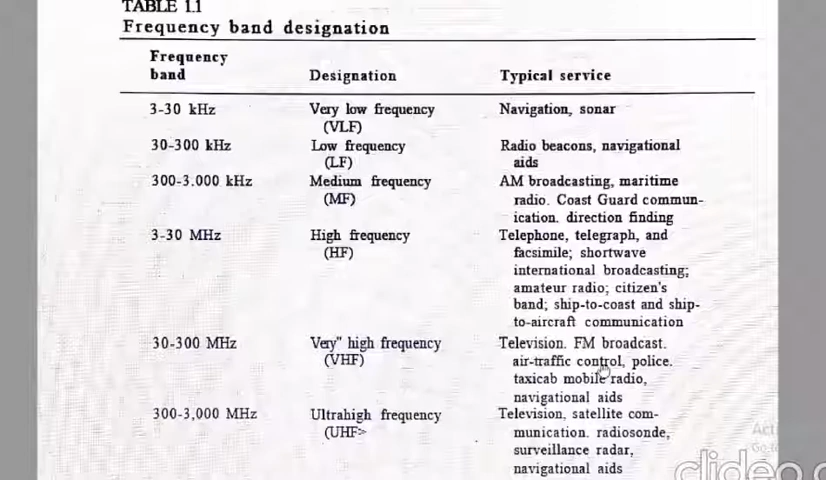 TABLE 1.1
Frequency band designation
Frequency
band Designation Typical service
3-30 kHz Very low frequency Navigation, sonar
(VLF)
30-300 kHz Low frequency Radio beacons, navigational
(LF) aids
300-3.000 kHz Medium frequency AM broadcasting, maritime
(MF) radio. Coast Guard commun-
ication. direction finding
3-30 MHz High frequency Telephone, telegraph, and
(HF) facsimile; shortwave
international broadcasting;
amateur radio; citizen's
band; ship-to-coast and ship-
to-aircraft communication
30-300 MHz Very" high frequency Television. FM broadcast.
(VHF) air-traffic control, police.
taxicab mobile radio,
navigational aids
300-3,000 MHz Ultrahigh frequency Television, satellite com-
(UHF> munication. radiosonde,
surveillance radar,
navigational aids